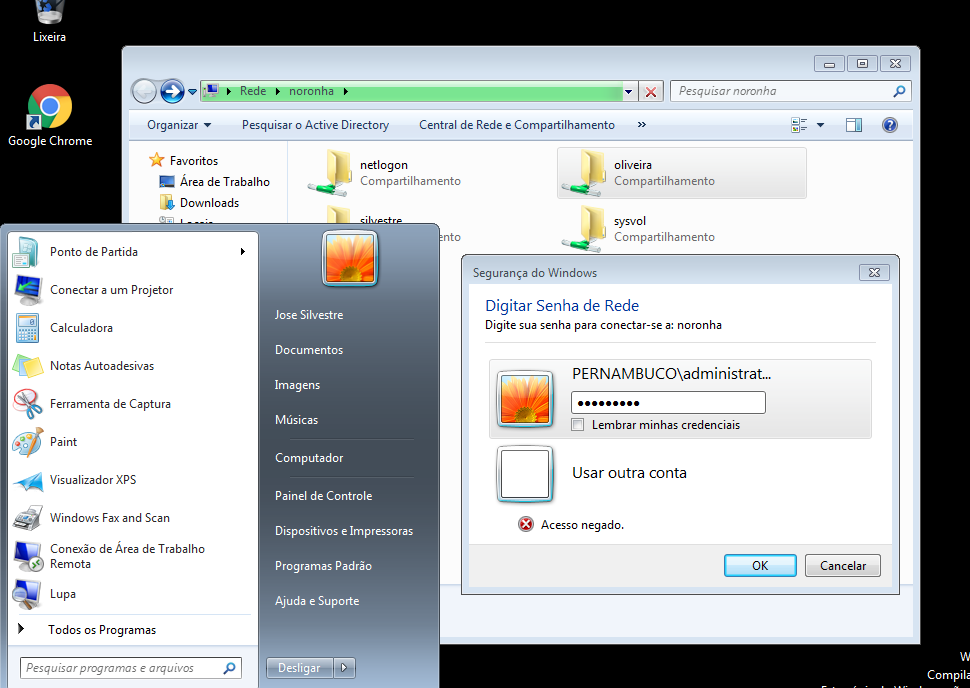 Lixeira
Google Chrome
Rede
noronha
Pesquisar noronha
Organizar
Pesquisar o Active Directory
Central de Rede e Compartilhamento
»
Favoritos
Área de Trabalho
Downloads
Locais
netlogon
Compartilhamento
oliveira
Compartilhamento
silvestre
sysvol
Compartilhamento
Ponto de Partida
Conectar a um Projetor
Calculadora
Notas Autoadesivas
Ferramenta de Captura
Paint
Visualizador XPS
Windows Fax and Scan
Conexão de Área de Trabalho
Remota
Lupa
Todos os Programas
Pesquisar programas e arquivos
Jose Silvestre
Documentos
Imagens
Músicas
Computador
Painel de Controle
Dispositivos e Impressoras
Programas Padrão
Ajuda e Suporte
Desligar
Segurança do Windows
Digitar Senha de Rede
Digite sua senha para conectar-se a: noronha
PERNAMBUCO\administrat...
●●●●●●●●●
Lembrar minhas credenciais
Usar outra conta
Acesso negado.
OK
Cancelar
W
Compila